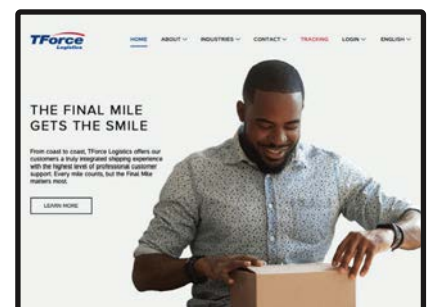 TForce
Logistics
HOME ABOUT INDUSTRIES CONTACT TRACKING LOGIN ENGLISH
THE FINAL MILE
GETS THE SMILE
From coast to coast, TForce Logistics offers our
customers a truly integrated shipping experience
with the highest level of professional customer
support. Every mile counts, but the Final Mile
matters most.
LEARN MORE